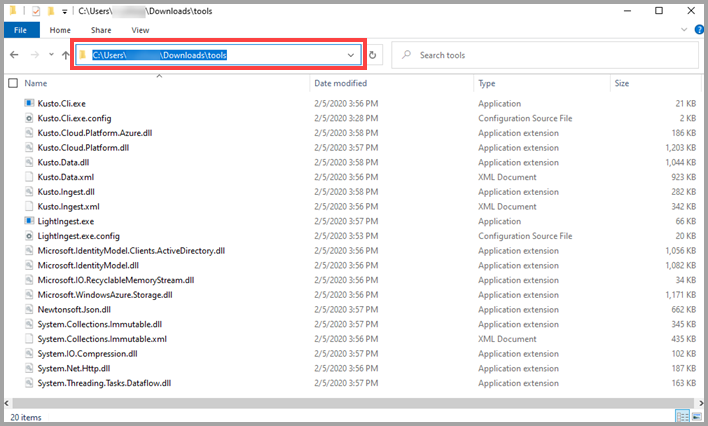 C:\Users\ \Downloads\tools
File Home Share View
C:\Users\ \Downloads\tools Search tools
Name Date modified Type Size
Kusto.Cli.exe 2/5/2020 3:56 PM Application 21 KB
Kusto.Cli.exe.config 2/5/2020 3:28 PM Configuration Source File 2 KB
Kusto.Cloud.Platform.Azure.dll 2/5/2020 3:58 PM Application extension 186 KB
Kusto.Cloud.Platform.dll 2/5/2020 3:57 PM Application extension 1,203 KB
Kusto.Data.dll 2/5/2020 3:58 PM Application extension 1,044 KB
Kusto.Data.xml 2/5/2020 3:56 PM XML Document 923 KB
Kusto.Ingest.dll 2/5/2020 3:58 PM Application extension 282 KB
Kusto.Ingest.xml 2/5/2020 3:56 PM XML Document 342 KB
LightIngest.exe 2/5/2020 3:57 PM Application 66 KB
LightIngest.exe.config 2/5/2020 3:53 PM Configuration Source File 20 KB
Microsoft.IdentityModel.Clients.ActiveDirectory.dll 2/5/2020 3:56 PM Application extension 1,056 KB
Microsoft.IdentityModel.dll 2/5/2020 3:56 PM Application extension 1,082 KB
Microsoft.IO.RecyclableMemoryStream.dll 2/5/2020 3:56 PM Application extension 34 KB
Microsoft.WindowsAzure.Storage.dll 2/5/2020 3:57 PM Application extension 1,171 KB
Newtonsoft.Json.dll 2/5/2020 3:57 PM Application extension 662 KB
System.Collections.Immutable.dll 2/5/2020 3:57 PM Application extension 345 KB
System.Collections.Immutable.xml 2/5/2020 3:56 PM XML Document 435 KB
System.IO.Compression.dll 2/5/2020 3:57 PM Application extension 102 KB
System.Net.Http.dll 2/5/2020 3:56 PM Application extension 187 KB
System.Threading.Tasks.Dataflow.dll 2/5/2020 3:57 PM Application extension 163 KB
20 items